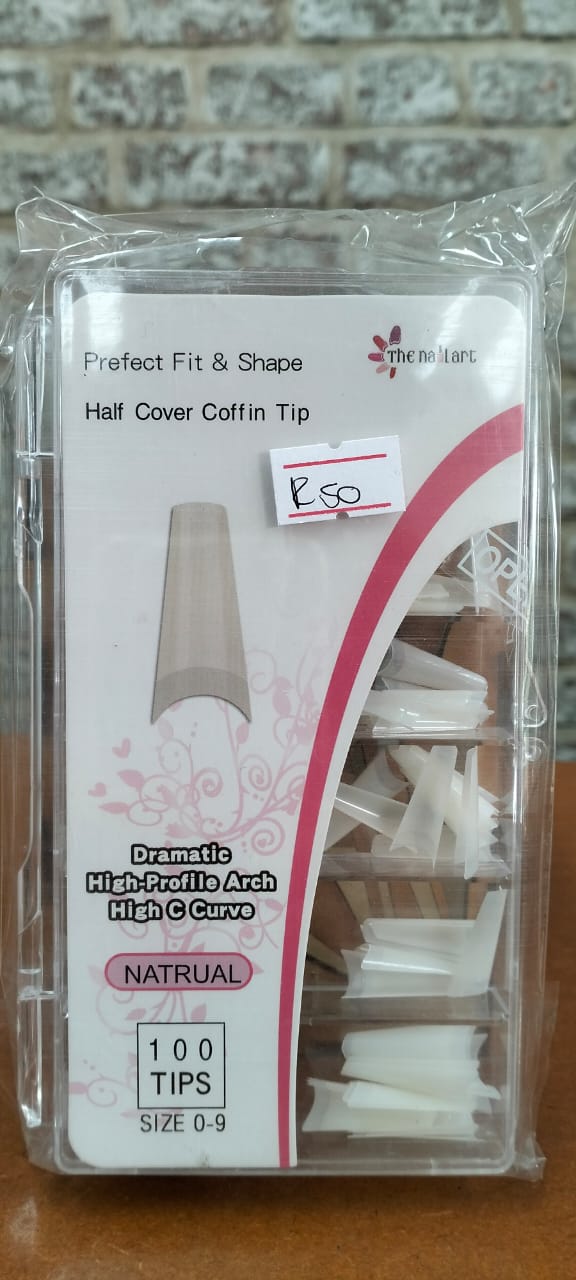 Prefect Fit & Shape
The nailart
Half Cover Coffin Tip
R50
OPE
Dramatic
High-Profile Arch
High C Curve
NATRUAL
100
TIPS
SIZE 0-9